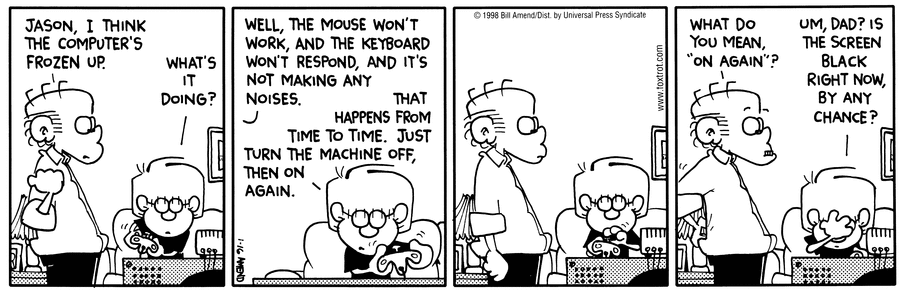 JASON, I THINK
THE COMPUTER'S
FROZEN UP.
WHAT'S
IT
DOING?
WELL, THE MOUSE WON'T
WORK, AND THE KEYBOARD
WON'T RESPOND, AND IT'S
NOT MAKING ANY
NOISES.
THAT
HAPPENS FROM
TIME TO TIME. JUST
TURN THE MACHINE OFF,
THEN ON
AGAIN.
1-16 AMEND
© 1998 Bill Amend/Dist. by Universal Press Syndicate
www.foxtrot.com
WHAT DO
YOU MEAN,
"ON AGAIN"?
UM, DAD? IS
THE SCREEN
BLACK
RIGHT NOW,
BY ANY
CHANCE?